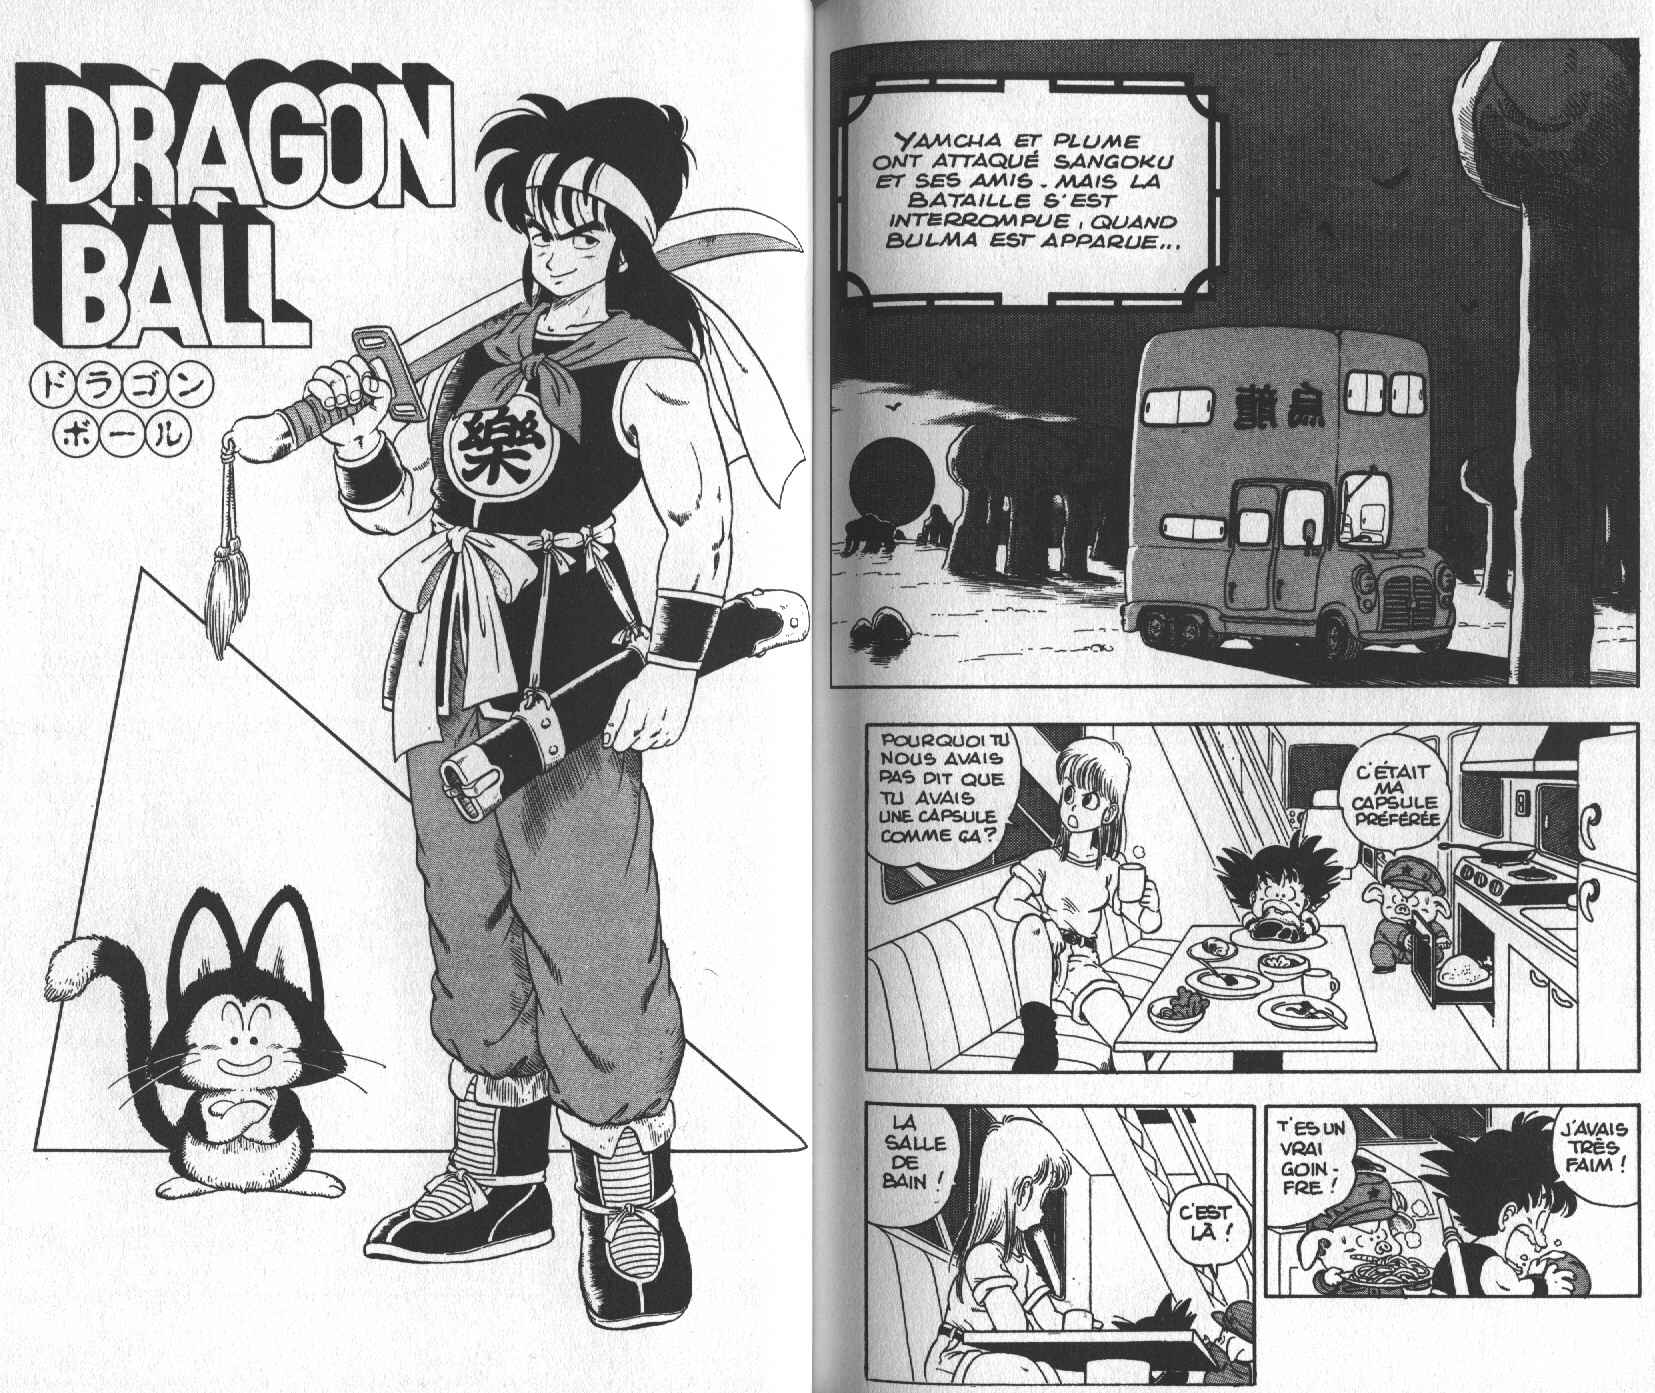 DRAGON
BALL
ドラゴン
ボール
樂
YAMCHA ET PLUME
ONT ATTAQUÉ SANGOKU
ET SES AMIS. MAIS LA
BATAILLE S'EST
INTERROMPUE, QUAND
BULMA EST APPARUE...
POURQUOI TU
NOUS AVAIS
PAS DIT QUE
TU AVAIS
UNE CAPSULE
COMME ÇA?
C'ÉTAIT
MA
CAPSULE
PRÉFÉRÉE
LA
SALLE
DE
BAIN!
C'EST
LÀ!
T'ES UN
VRAI
GOIN-
FRE!
J'AVAIS
TRÈS
FAIM!